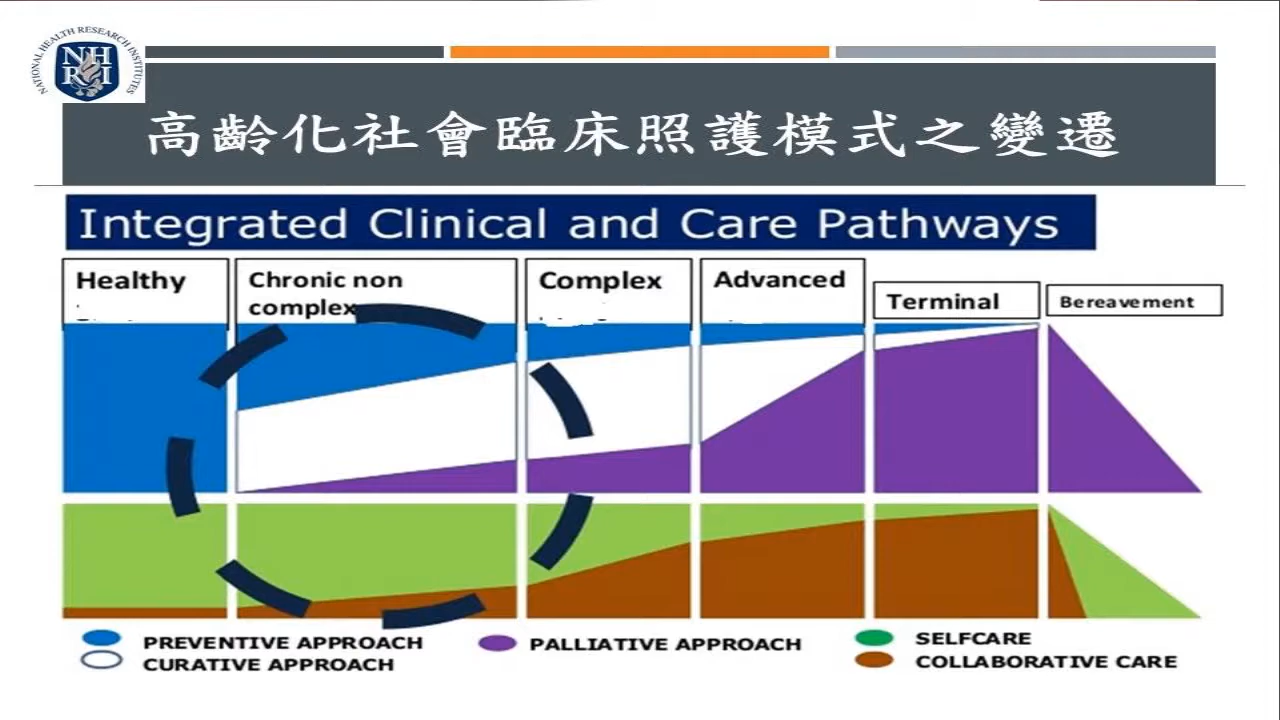 NATIONAL HEALTH RESEARCH INSTITUTES
NH
RI
高齡化社會臨床照護模式之變遷
Integrated Clinical and Care Pathways
Healthy
Chronic non
complex
Complex
Advanced
Terminal
Bereavement
PREVENTIVE APPROACH
CURATIVE APPROACH
PALLIATIVE APPROACH
SELFCARE
COLLABORATIVE CARE